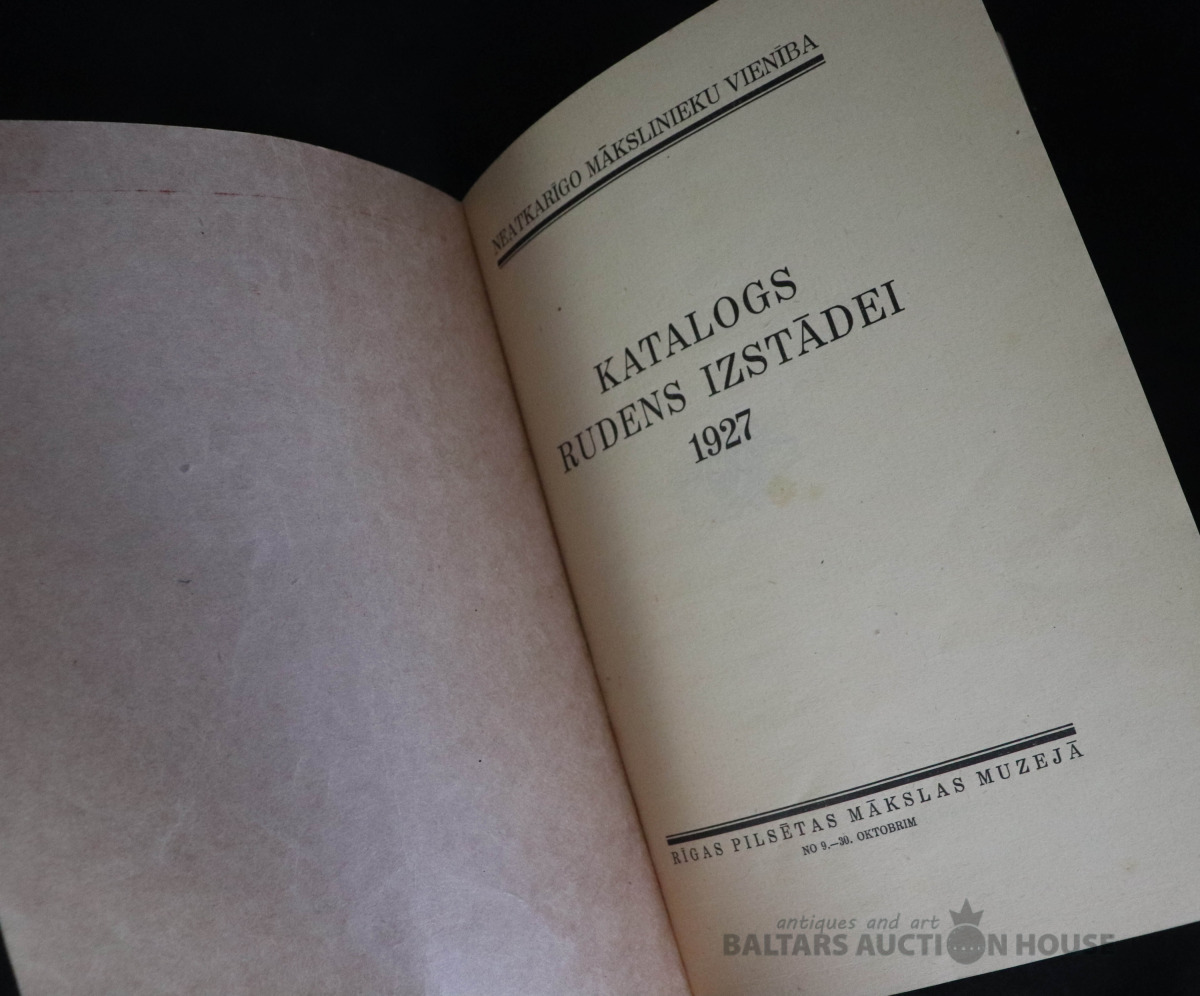 NEATKARĪGO MĀKSLINIEKU VIENĪBA
KATALOGS
RUDENS IZSTĀDEI
1927
RĪGAS PILSĒTAS MĀKSLAS MUZEJĀ
NO 9.—30. OKTOBRIM
antiques and art
BALTARS AUCTION HOUSE